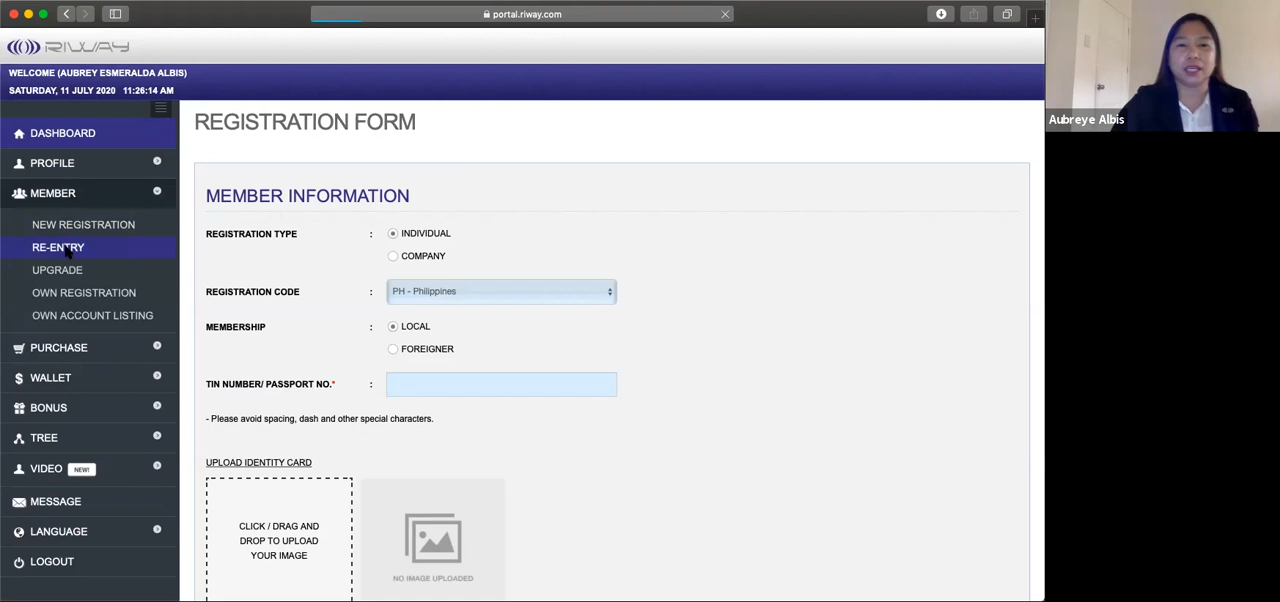 portal.riway.com
RIWAY
WELCOME (AUBREY ESMERALDA ALBIS)
SATURDAY, 11 JULY 2020 11:26:14 AM
DASHBOARD
PROFILE
MEMBER
NEW REGISTRATION
RE-ENTRY
UPGRADE
OWN REGISTRATION
OWN ACCOUNT LISTING
PURCHASE
WALLET
BONUS
TREE
VIDEO NEW!
MESSAGE
LANGUAGE
LOGOUT
REGISTRATION FORM
MEMBER INFORMATION
REGISTRATION TYPE : INDIVIDUAL
COMPANY
REGISTRATION CODE : PH - Philippines
MEMBERSHIP : LOCAL
FOREIGNER
TIN NUMBER/ PASSPORT NO.* :
- Please avoid spacing, dash and other special characters.
UPLOAD IDENTITY CARD
CLICK / DRAG AND
DROP TO UPLOAD
YOUR IMAGE
NO IMAGE UPLOADED
Aubreye Albis